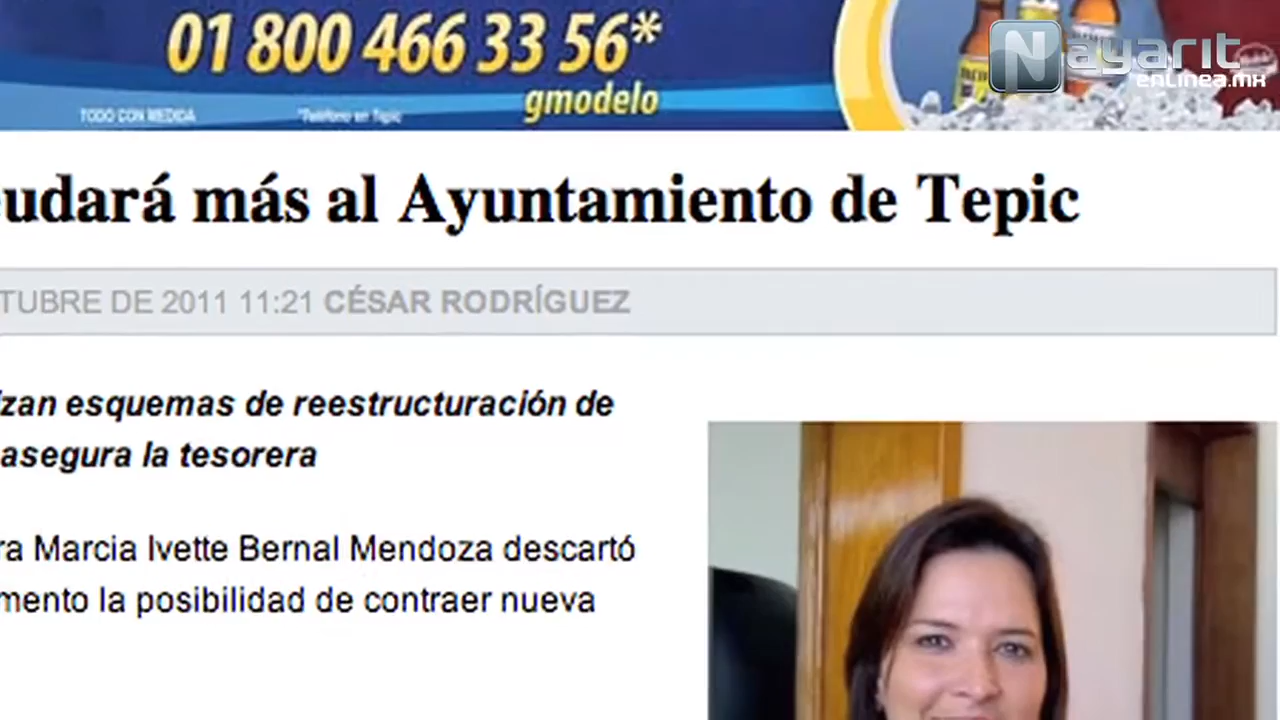 01 800 466 33 56*
gmodelo
TODO CON MEDIDA
*Teléfono en Tepic
Nayarit
enlinea.mx
eudará más al Ayuntamiento de Tepic
TUBRE DE 2011 11:21 CÉSAR RODRÍGUEZ
izan esquemas de reestructuración de
asegura la tesorera
ra Marcia Ivette Bernal Mendoza descartó
mento la posibilidad de contraer nueva